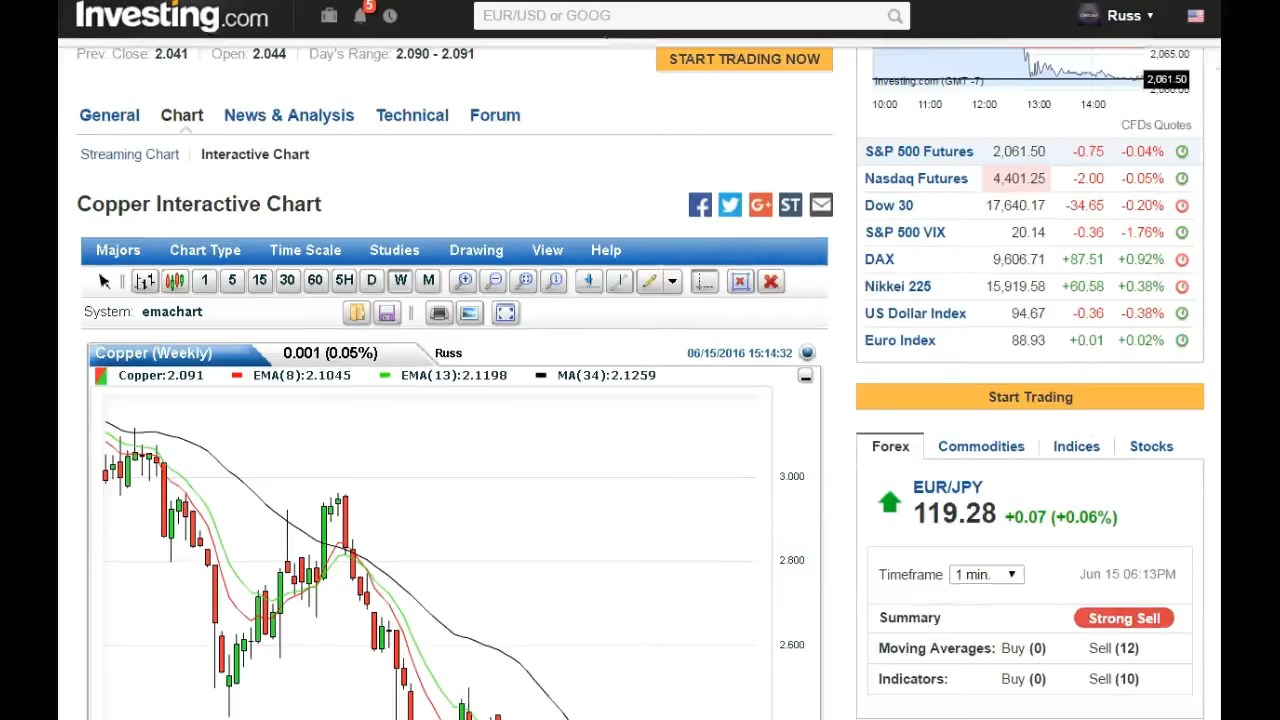 Investing.com
5
EUR/USD or GOOG
Russ
Prev. Close: 2.041 Open: 2.044 Day's Range: 2.090 - 2.091
START TRADING NOW
General Chart News & Analysis Technical Forum
Streaming Chart Interactive Chart
Copper Interactive Chart
ST
Majors Chart Type Time Scale Studies Drawing View Help
1 5 15 30 60 5H D W M
System: emachart
Copper (Weekly) 0.001 (0.05%) Russ 06/15/2016 15:14:32
Copper:2.091 EMA(8):2.1045 EMA(13):2.1198 MA(34):2.1259
3.000
2.800
2.600
2,065.00
Investing.com (GMT -7) 2,061.50
10:00 11:00 12:00 13:00 14:00
CFDs Quotes
S&P 500 Futures 2,061.50 -0.75 -0.04%
Nasdaq Futures 4,401.25 -2.00 -0.05%
Dow 30 17,640.17 -34.65 -0.20%
S&P 500 VIX 20.14 -0.36 -1.76%
DAX 9,606.71 +87.51 +0.92%
Nikkei 225 15,919.58 +60.58 +0.38%
US Dollar Index 94.67 -0.36 -0.38%
Euro Index 88.93 +0.01 +0.02%
Start Trading
Forex Commodities Indices Stocks
EUR/JPY
119.28 +0.07 (+0.06%)
Timeframe 1 min. Jun 15 06:13PM
Summary Strong Sell
Moving Averages: Buy (0) Sell (12)
Indicators: Buy (0) Sell (10)